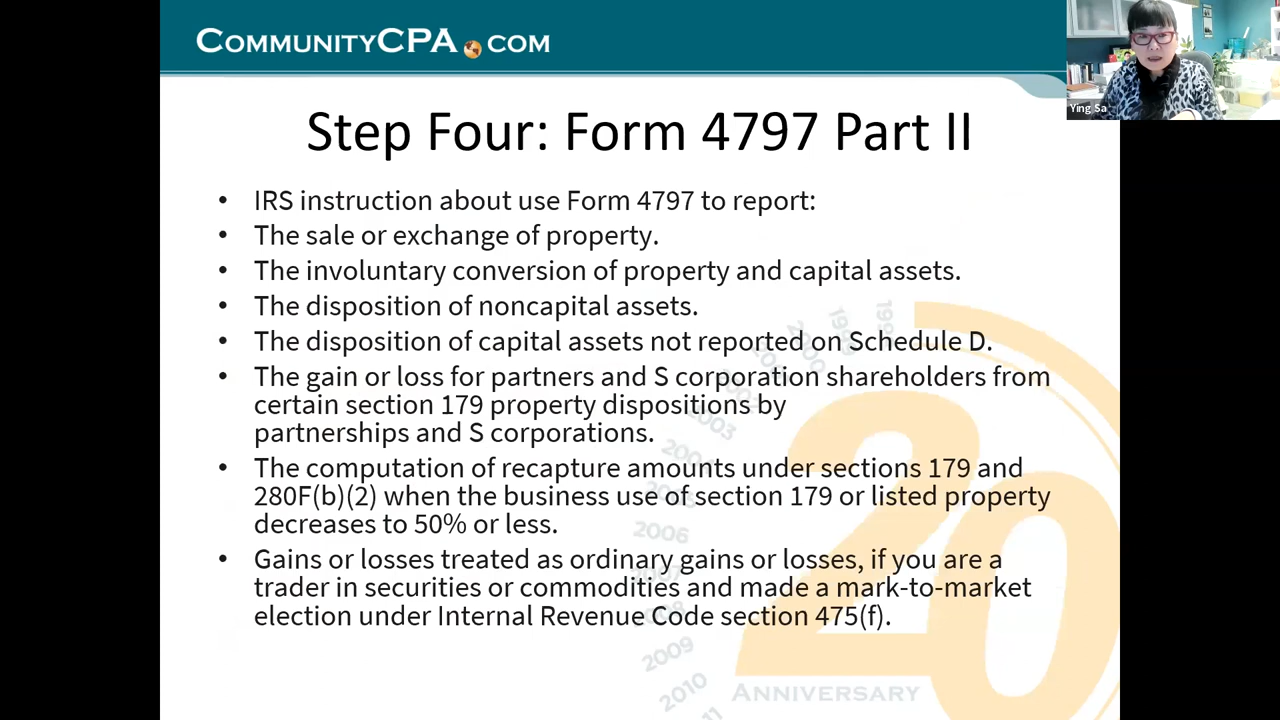 COMMUNITYCPA.COM
Ying Sa
Step Four: Form 4797 Part II
• IRS instruction about use Form 4797 to report:
• The sale or exchange of property.
• The involuntary conversion of property and capital assets.
• The disposition of noncapital assets.
• The disposition of capital assets not reported on Schedule D.
• The gain or loss for partners and S corporation shareholders from
certain section 179 property dispositions by
partnerships and S corporations.
• The computation of recapture amounts under sections 179 and
280F(b)(2) when the business use of section 179 or listed property
decreases to 50% or less.
• Gains or losses treated as ordinary gains or losses, if you are a
trader in securities or commodities and made a mark-to-market
election under Internal Revenue Code section 475(f).
2000
2003
2006
2009
2010
20
ANNIVERSARY